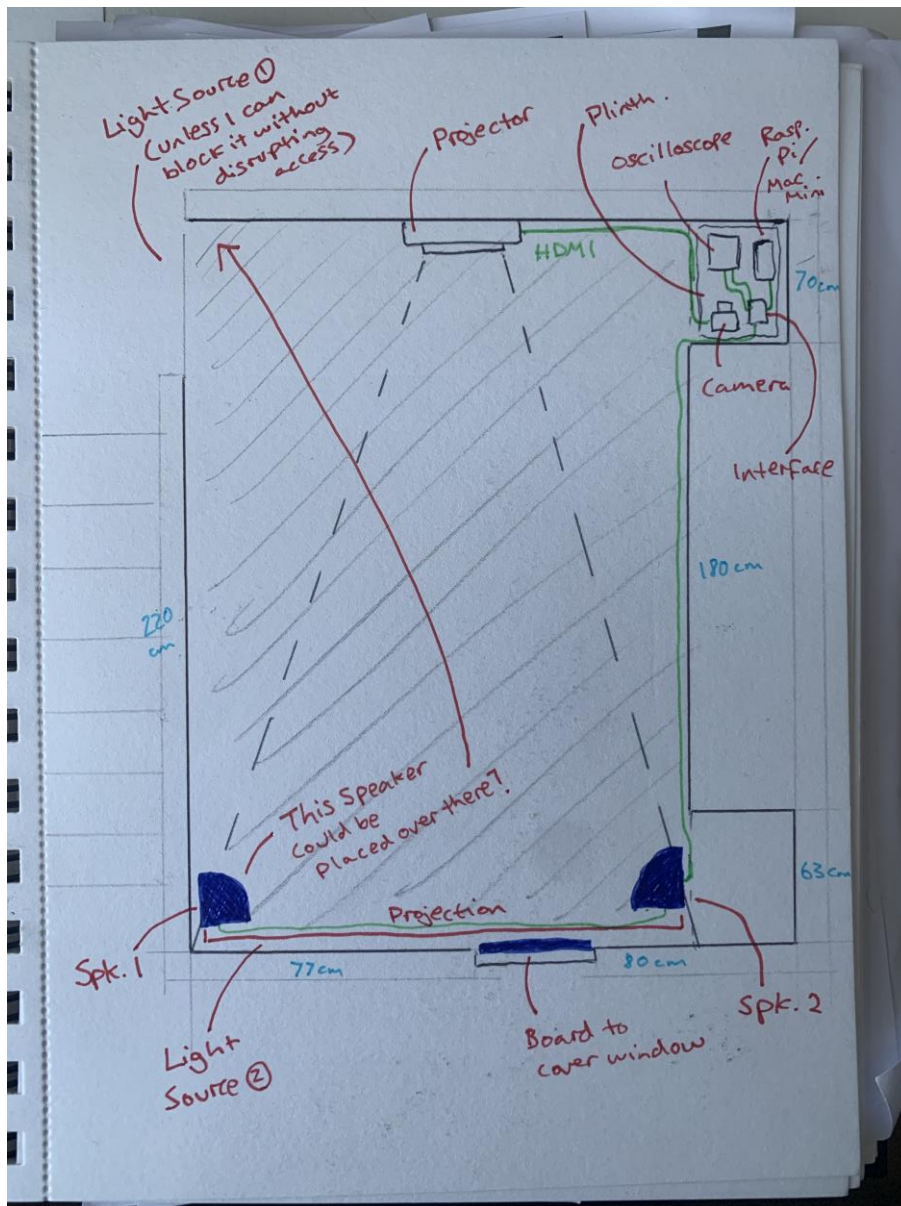 Light Source ①
(unless I can
block it without
disrupting
access)
Projector
Plinth.
oscilloscope
Rasp.
Pi/
Mac.
Mini
HDMI
70cm
Camera
Interface
180cm
220
cm
This Speaker
could be
placed over there?
63cm
Projection
Spk. 1
77cm
80cm
Spk. 2
Light
Source ②
Board to
cover window